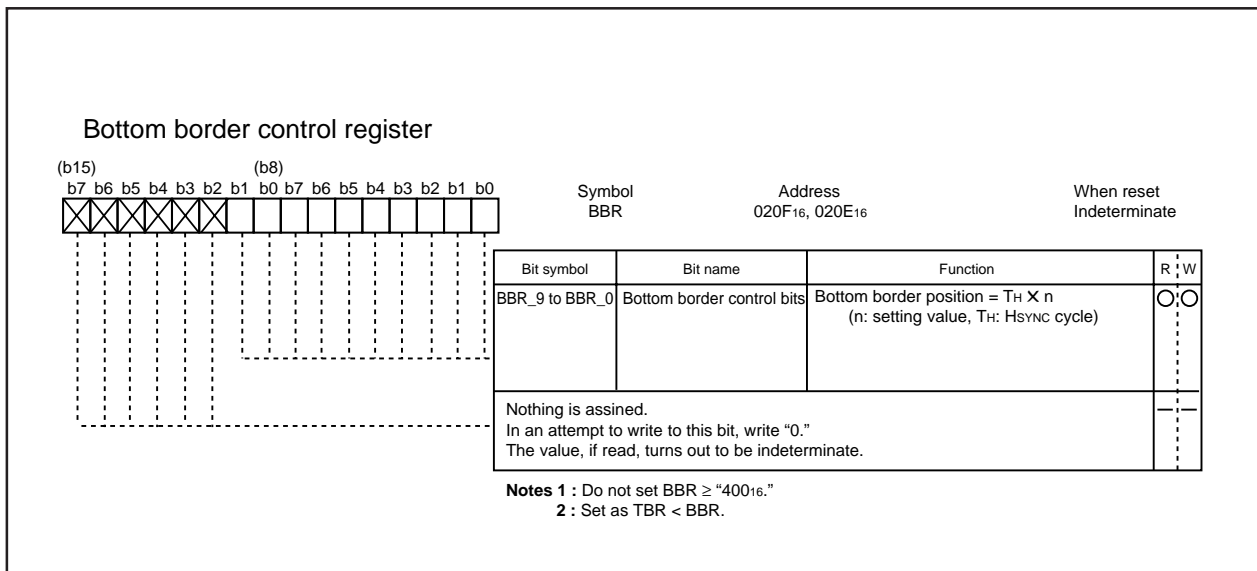 Bottom border control register
(b15) (b8)
b7 b6 b5 b4 b3 b2 b1 b0 b7 b6 b5 b4 b3 b2 b1 b0
Symbol Address When reset
BBR 020F16, 020E16 Indeterminate
Bit symbol Bit name Function R W
BBR_9 to BBR_0 Bottom border control bits Bottom border position = TH X n
(n: setting value, TH: HSYNC cycle)
Nothing is assined.
In an attempt to write to this bit, write “0.”
The value, if read, turns out to be indeterminate.
Notes 1 : Do not set BBR ≥ “40016.”
2 : Set as TBR < BBR.